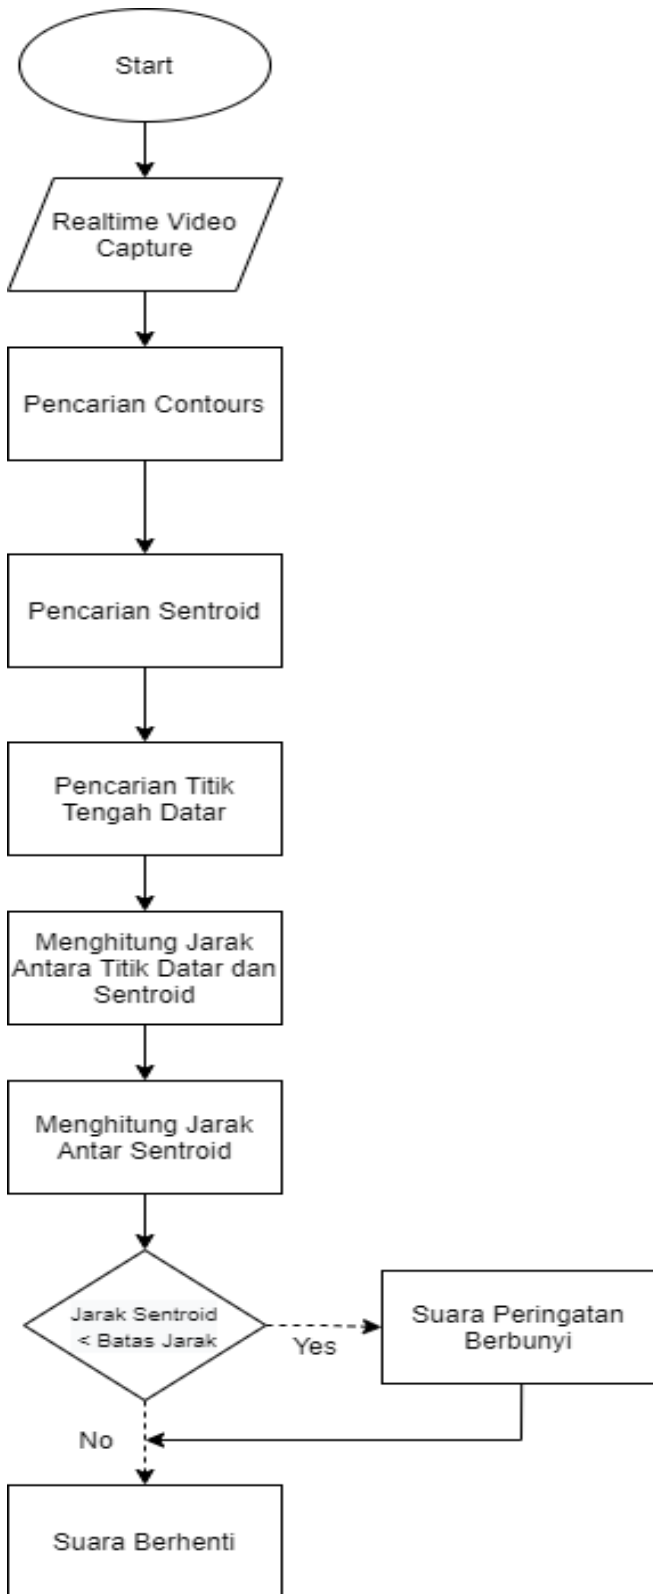 Start
Realtime Video
Capture
Pencarian Contours
Pencarian Sentroid
Pencarian Titik
Tengah Datar
Menghitung Jarak
Antara Titik Datar dan
Sentroid
Menghitung Jarak
Antar Sentroid
Jarak Sentroid
< Batas Jarak
Yes
Suara Peringatan
Berbunyi
No
Suara Berhenti